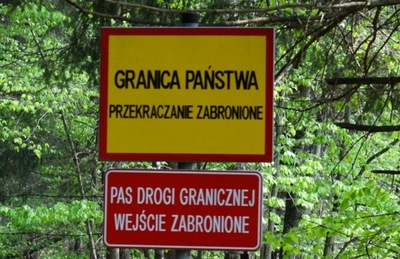 GRANICA PAŃSTWA
PRZEKRACZANIE ZABRONIONE
PAS DROGI GRANICZNEJ
WEJŚCIE ZABRONIONE